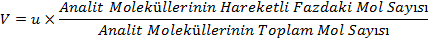 V = u × Analit Moleküllerinin Hareketli Fazdaki Mol Sayısı
Analit Moleküllerinin Toplam Mol Sayısı